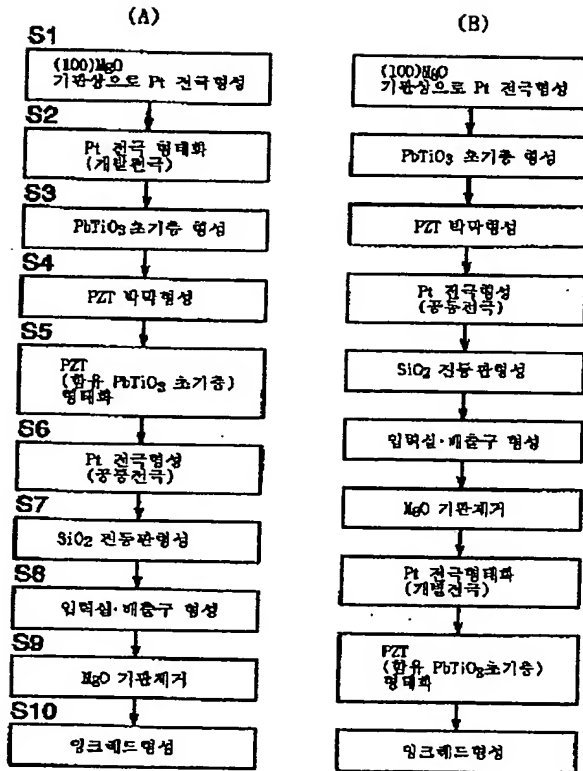 (A)
S1
(100)MgO
기판상으로 Pt 전극형성
S2
Pt 전극 형태화
(개별전극)
S3
PbTiO3 초기층 형성
S4
PZT 박막형성
S5
PZT
(함유 PbTiO3 초기층)
형태화
S6
Pt 전극형성
(공통전극)
S7
SiO2 진동판형성
S8
입력실·배출구 형성
S9
MgO 기판제거
S10
잉크헤드형성
(B)
(100)MgO
기판상으로 Pt 전극형성
PbTiO3 초기층 형성
PZT 박막형성
Pt 전극형성
(공통전극)
SiO2 진동판형성
입력실·배출구 형성
MgO 기판제거
Pt 전극형태화
(개별전극)
PZT
(함유 PbTiO3초기층)
형태화
잉크헤드형성